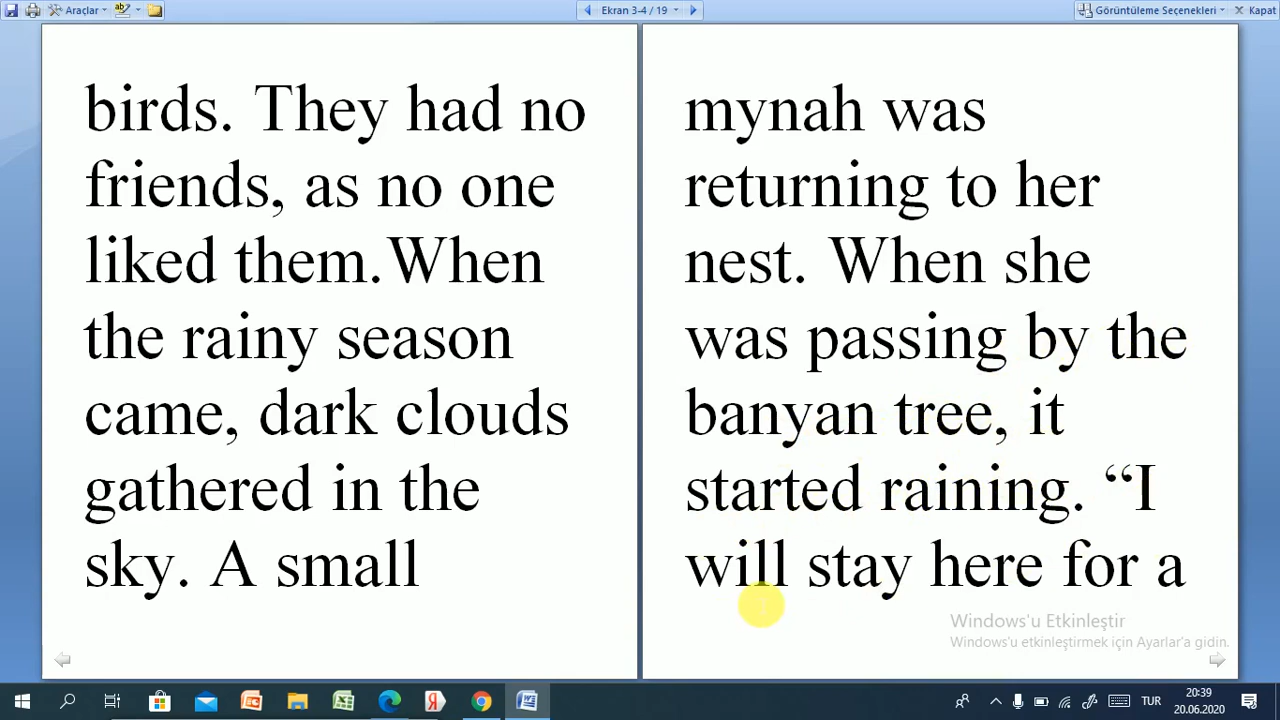 Araçlar
Ekran 3-4 / 19
Görüntüleme Seçenekleri
Kapat
birds. They had no
friends, as no one
liked them.When
the rainy season
came, dark clouds
gathered in the
sky. A small
mynah was
returning to her
nest. When she
was passing by the
banyan tree, it
started raining. “I
will stay here for a
Windows'u Etkinleştir
Windows'u etkinleştirmek için Ayarlar'a gidin.
TUR
20:39
20.06.2020